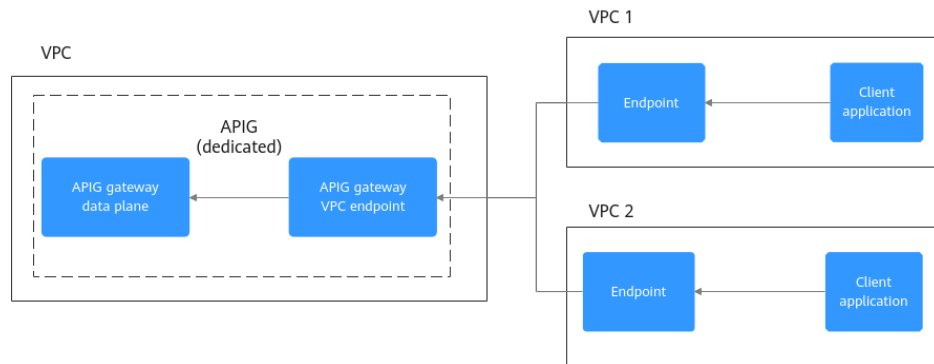 VPC
APIG
(dedicated)
APIG gateway
data plane
APIG gateway
VPC endpoint
VPC 1
Endpoint
Client
application
VPC 2
Endpoint
Client
application